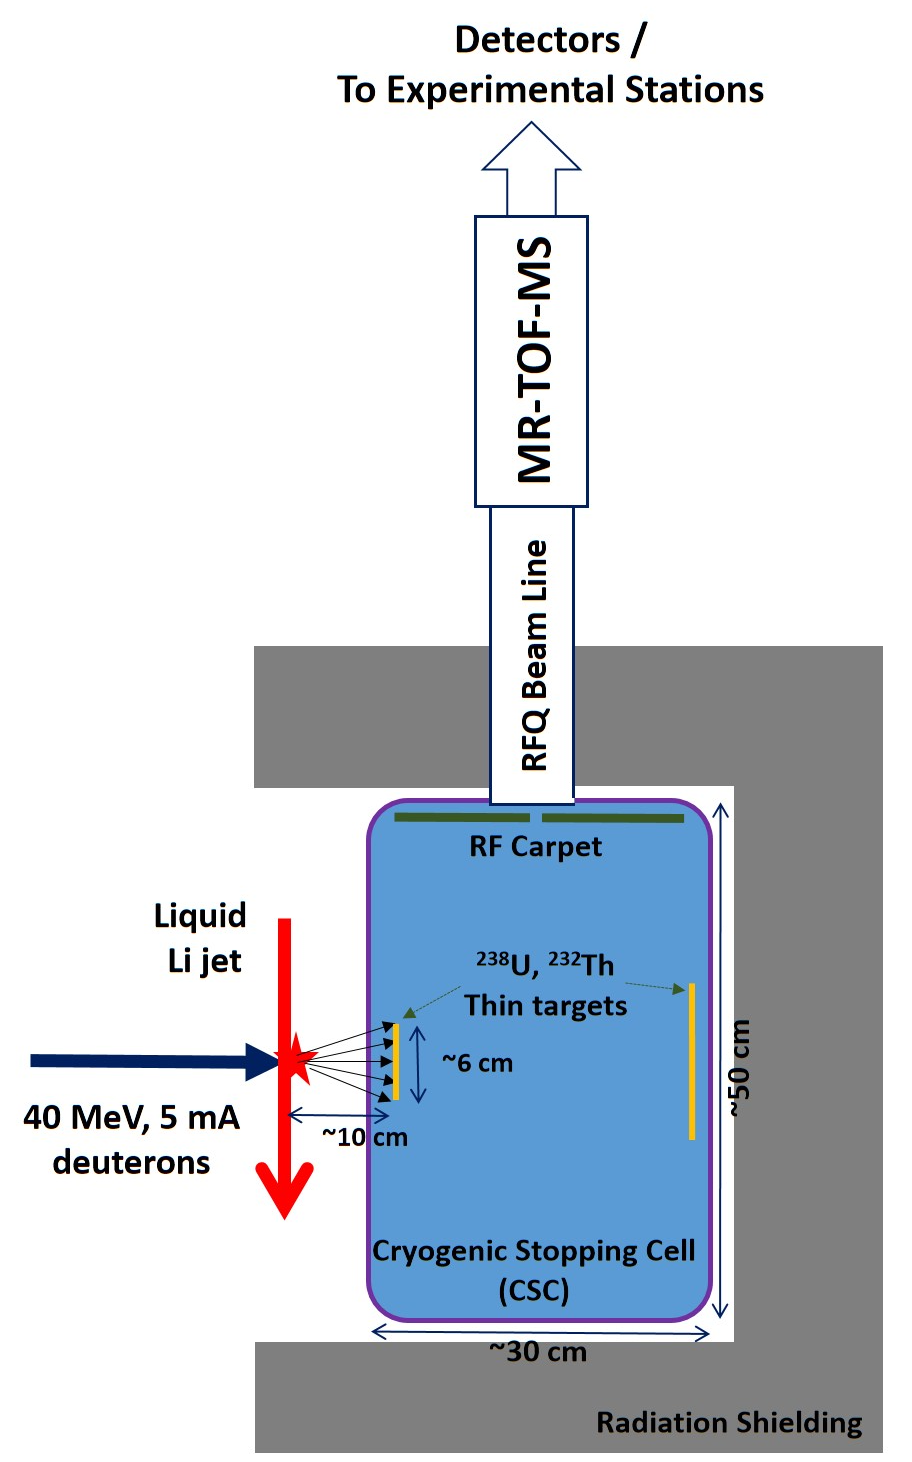 Detectors /
To Experimental Stations
MR-TOF-MS
RFQ Beam Line
RF Carpet
Liquid
Li jet
²³⁸U, ²³²Th
Thin targets
~6 cm
~50 cm
40 MeV, 5 mA
deuterons
~10 cm
Cryogenic Stopping Cell
(CSC)
~30 cm
Radiation Shielding